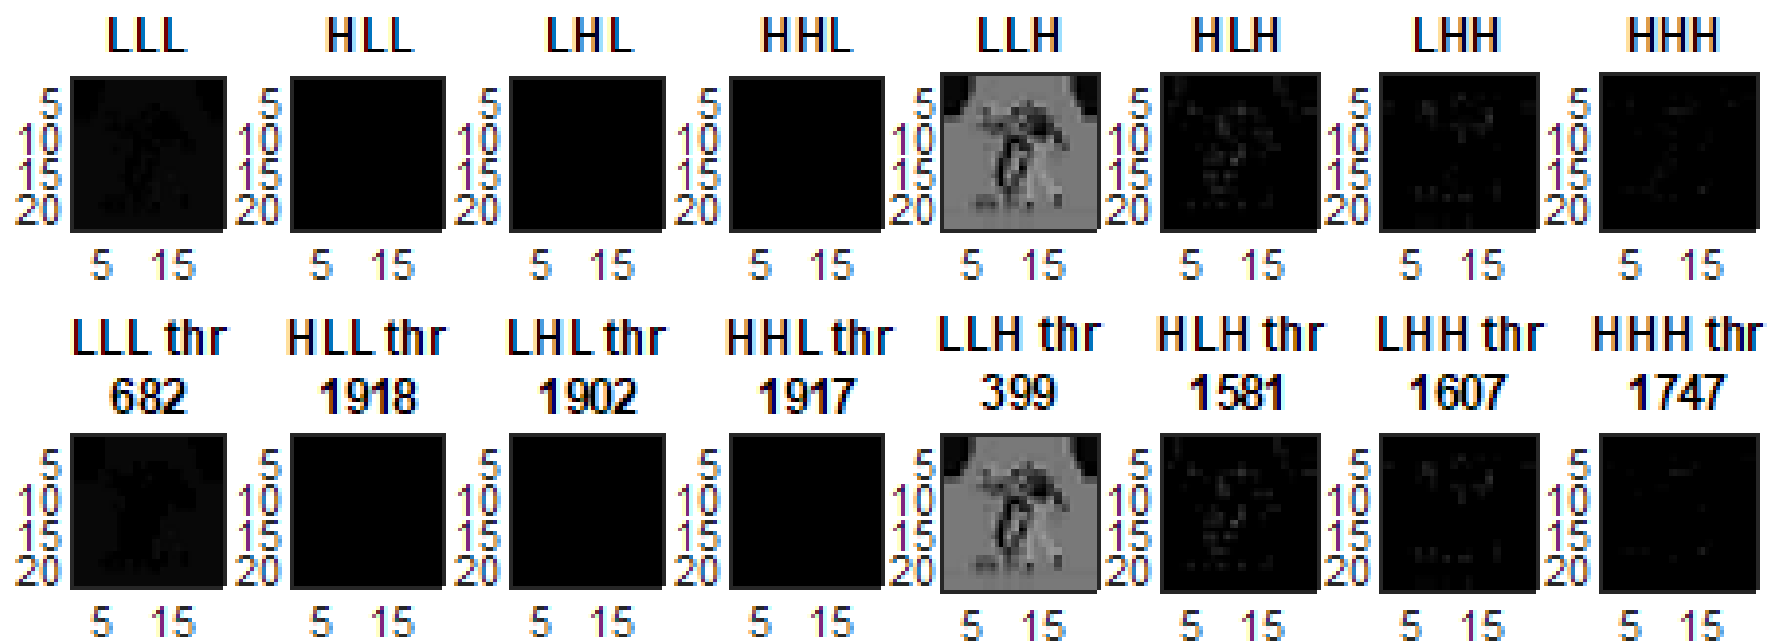 LLL HLL LHL HHL LLH HLH LHH HHH
5 5 5 5 5 5 5 5
10 10 10 10 10 10 10 10
15 15 15 15 15 15 15 15
20 20 20 20 20 20 20 20
5 15 5 15 5 15 5 15 5 15 5 15 5 15 5 15
LLL thr HLL thr LHL thr HHL thr LLH thr HLH thr LHH thr HHH thr
682 1918 1902 1917 399 1581 1607 1747
5 5 5 5 5 5 5 5
10 10 10 10 10 10 10 10
15 15 15 15 15 15 15 15
20 20 20 20 20 20 20 20
5 15 5 15 5 15 5 15 5 15 5 15 5 15 5 15